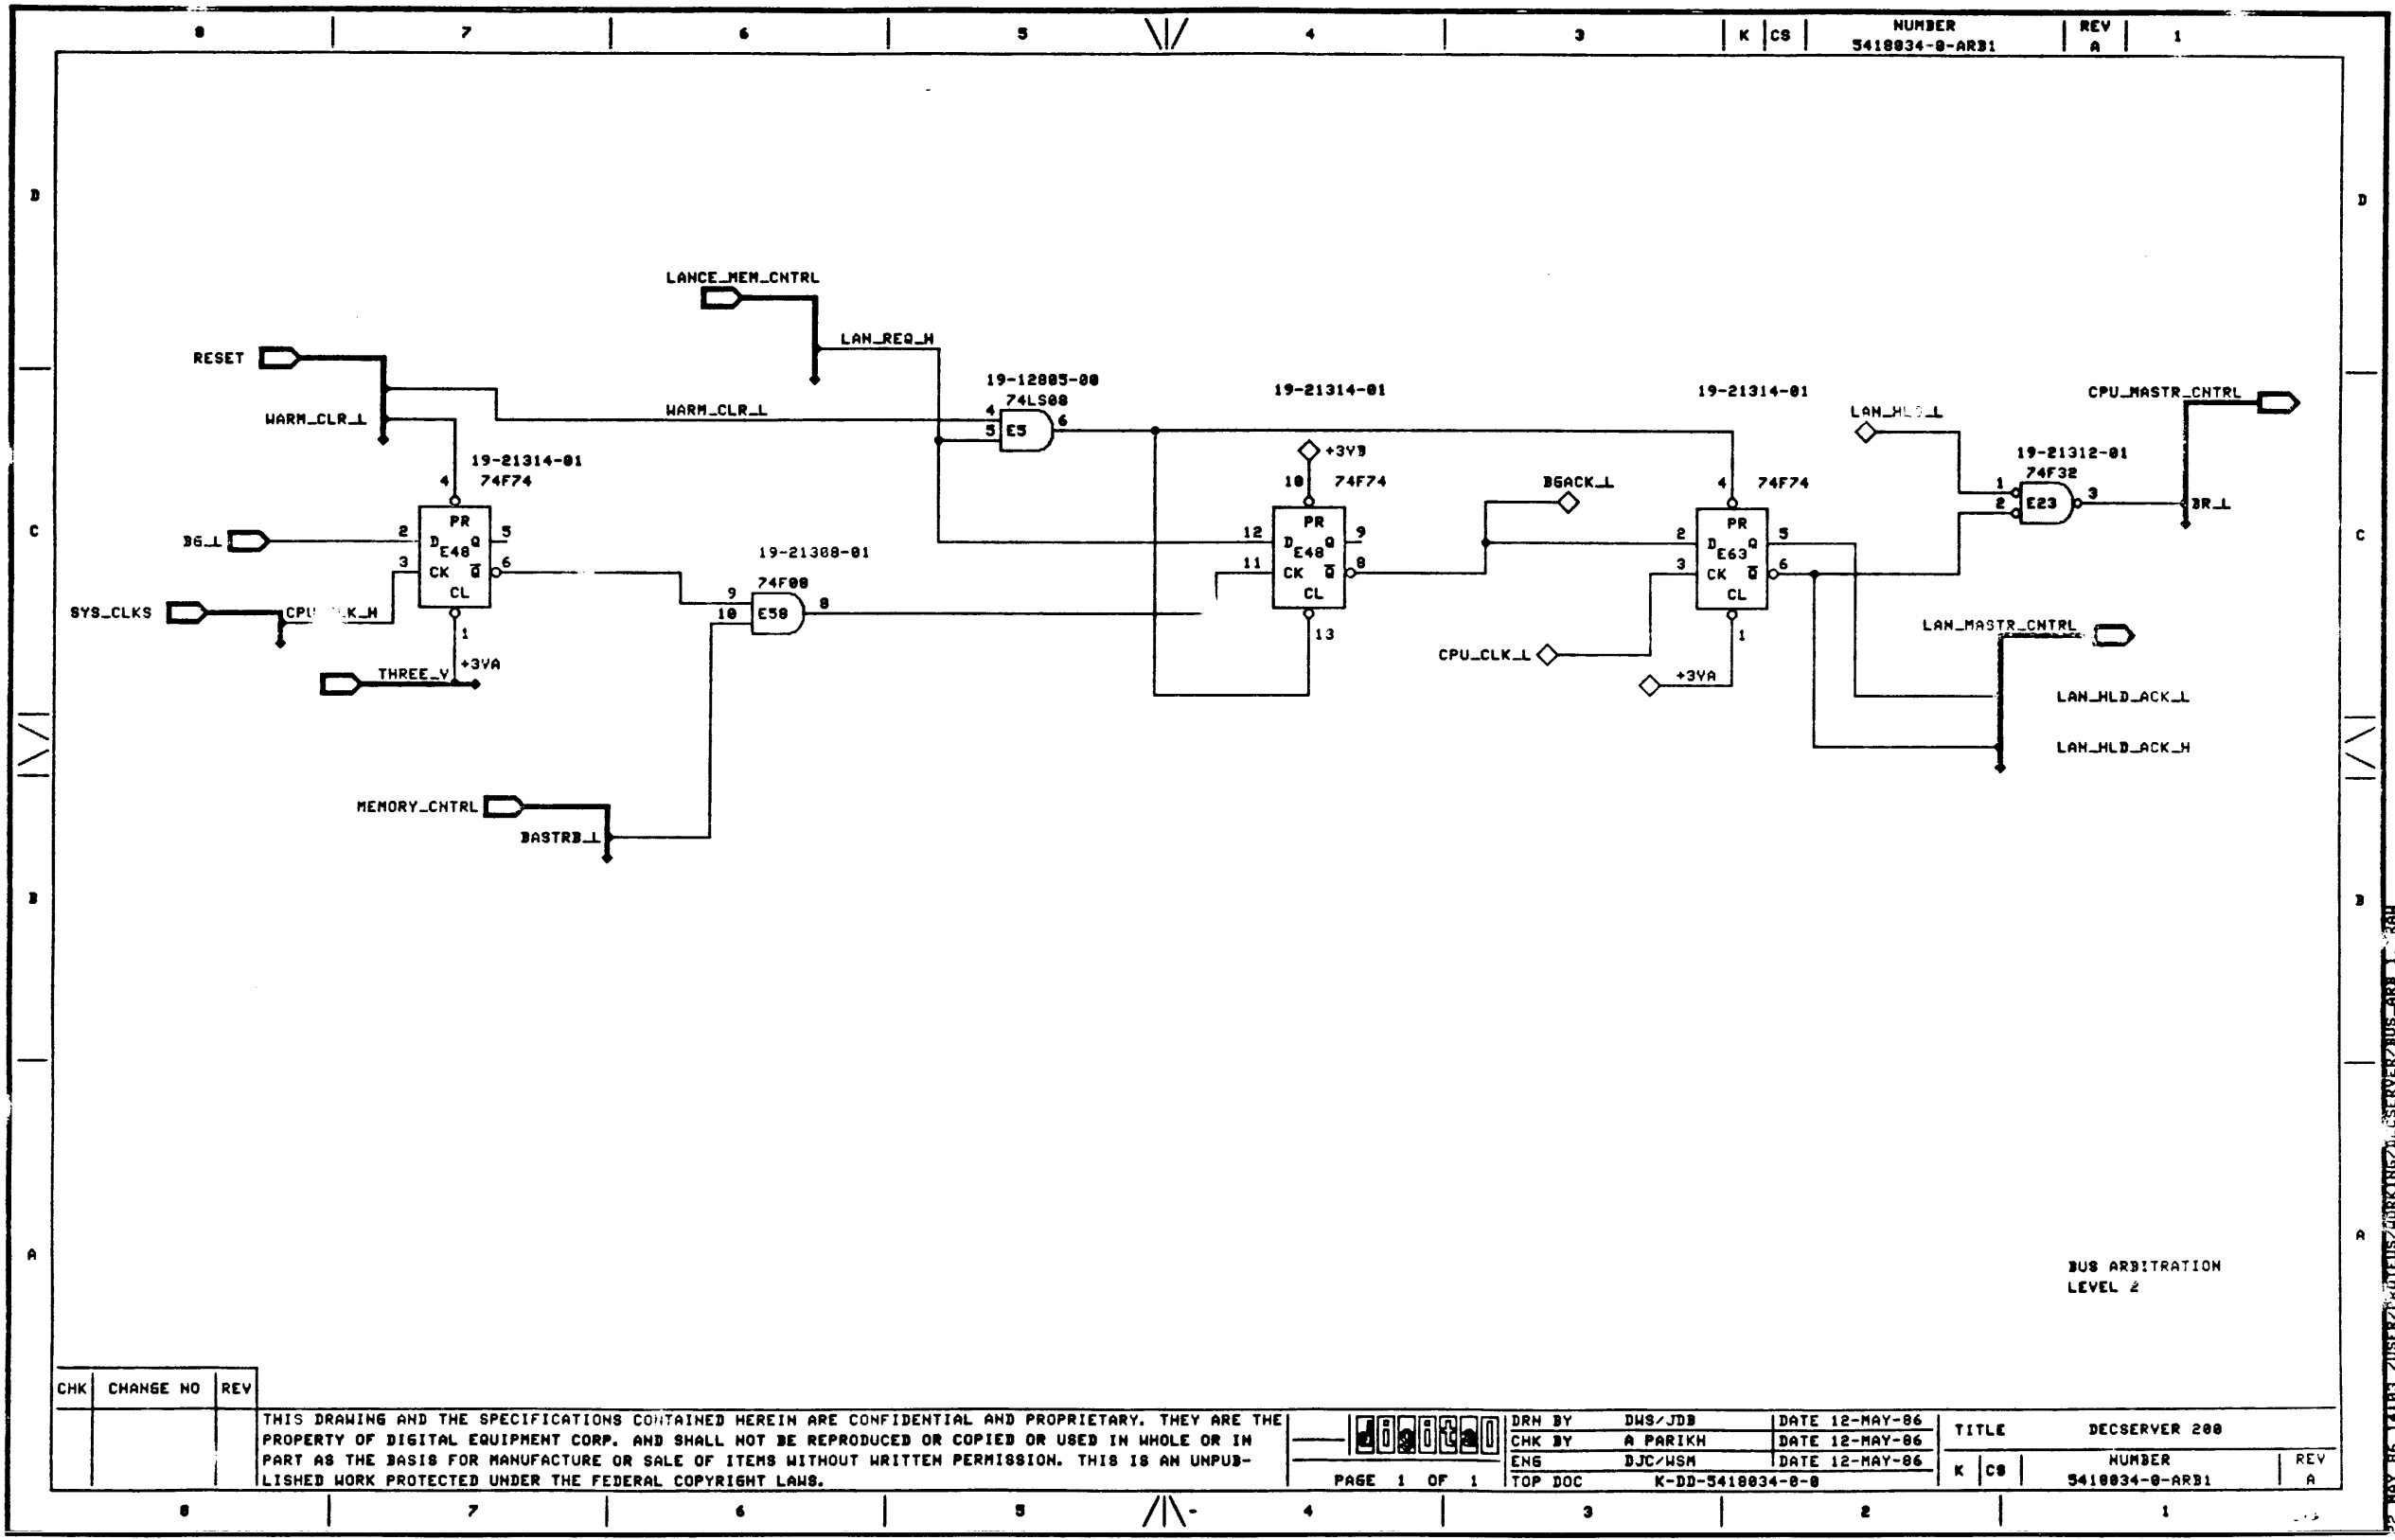 8 7 6 5 4 3 K CS NUMBER 5418034-0-ARB1 REV A 1
D D
LANCE_MEM_CNTRL
LAN_REQ_H
RESET
WARM_CLR_L
WARM_CLR_L
19-12805-00
74LS08
4
5 E5 6
19-21314-01
19-21314-01
LAN_HLD_L
CPU_MASTR_CNTRL
19-21314-01
4 74F74
+3VB
10 74F74
BGACK_L
4 74F74
19-21312-01
74F32
1
2 E23 3
BR_L
C C
BG_L
2 PR 5
D Q
E48
3 CK Q 6
CL
1
12 PR 9
D Q
E48
11 CK Q 8
CL
13
2 PR 5
D Q
E63
3 CK Q 6
CL
1
19-21308-01
74F08
9
10 E58 8
SYS_CLKS
CPU_CLK_H
THREE_V
+3VA
CPU_CLK_L
+3VA
LAN_MASTR_CNTRL
LAN_HLD_ACK_L
LAN_HLD_ACK_H
MEMORY_CNTRL
BASTRB_L
B B
A A
BUS ARBITRATION
LEVEL 2
CHK CHANGE NO REV
THIS DRAWING AND THE SPECIFICATIONS CONTAINED HEREIN ARE CONFIDENTIAL AND PROPRIETARY. THEY ARE THE
PROPERTY OF DIGITAL EQUIPMENT CORP. AND SHALL NOT BE REPRODUCED OR COPIED OR USED IN WHOLE OR IN
PART AS THE BASIS FOR MANUFACTURE OR SALE OF ITEMS WITHOUT WRITTEN PERMISSION. THIS IS AN UNPUB-
LISHED WORK PROTECTED UNDER THE FEDERAL COPYRIGHT LAWS.
digital
PAGE 1 OF 1
DRN BY DWS/JDB DATE 12-MAY-86
CHK BY A PARIKH DATE 12-MAY-86
ENG DJC/WSM DATE 12-MAY-86
TOP DOC K-DD-5418034-0-0
TITLE DECSERVER 200
K CS NUMBER 5418034-0-ARB1 REV A
8 7 6 5 4 3 2 1